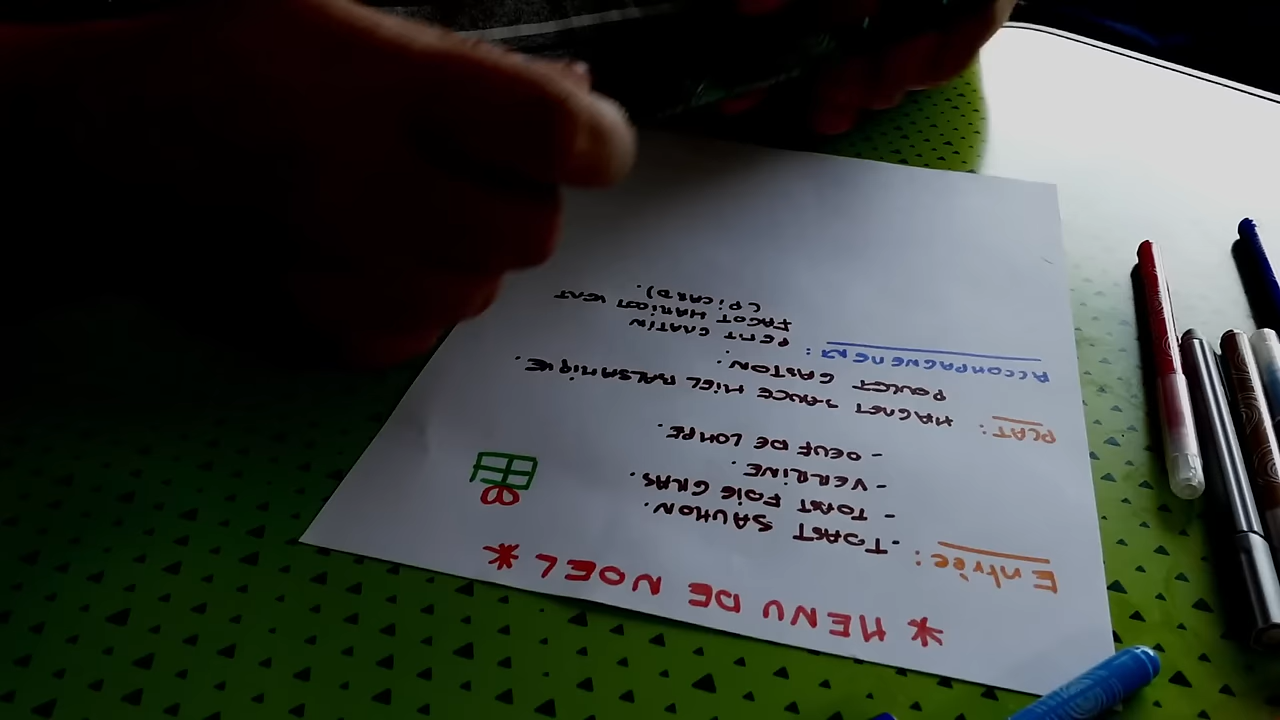 * MENU DE NOEL *
Entrèe : - TOAST SAUMON.
- TOAST FOIE GRAS.
- VERRINE.
- OEUF DE LOMPE.
PLAT : MAGRET SAUCE MIEL BALSAMIQUE.
POULET GASTON.
ACCOMPAGNEMENT : PETIT GRATIN
FAGOT HARICOT VERT
(PiCARD).